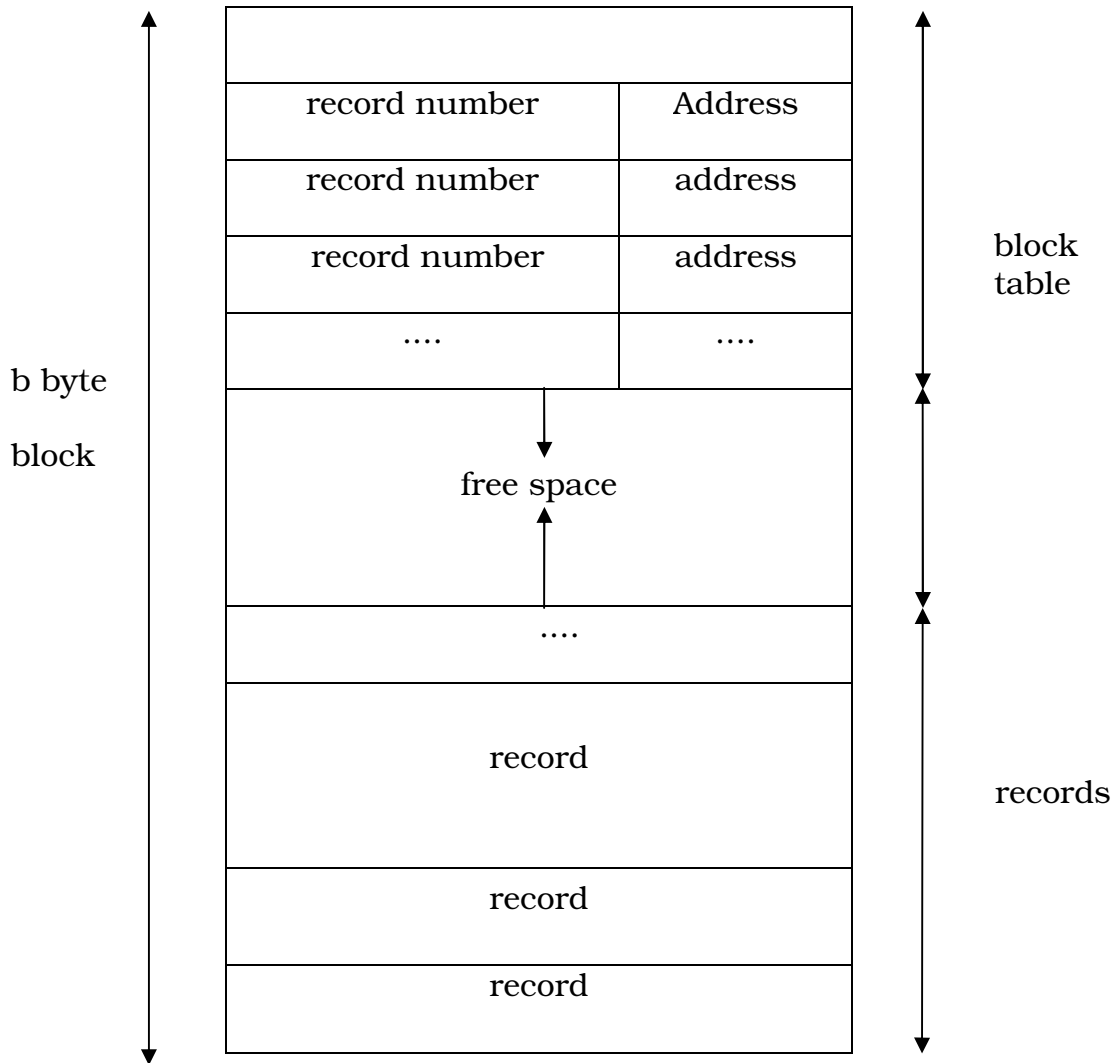 record number Address
record number address
record number address
.... ....
block
table
b byte
block
free space
....
record
records
record
record